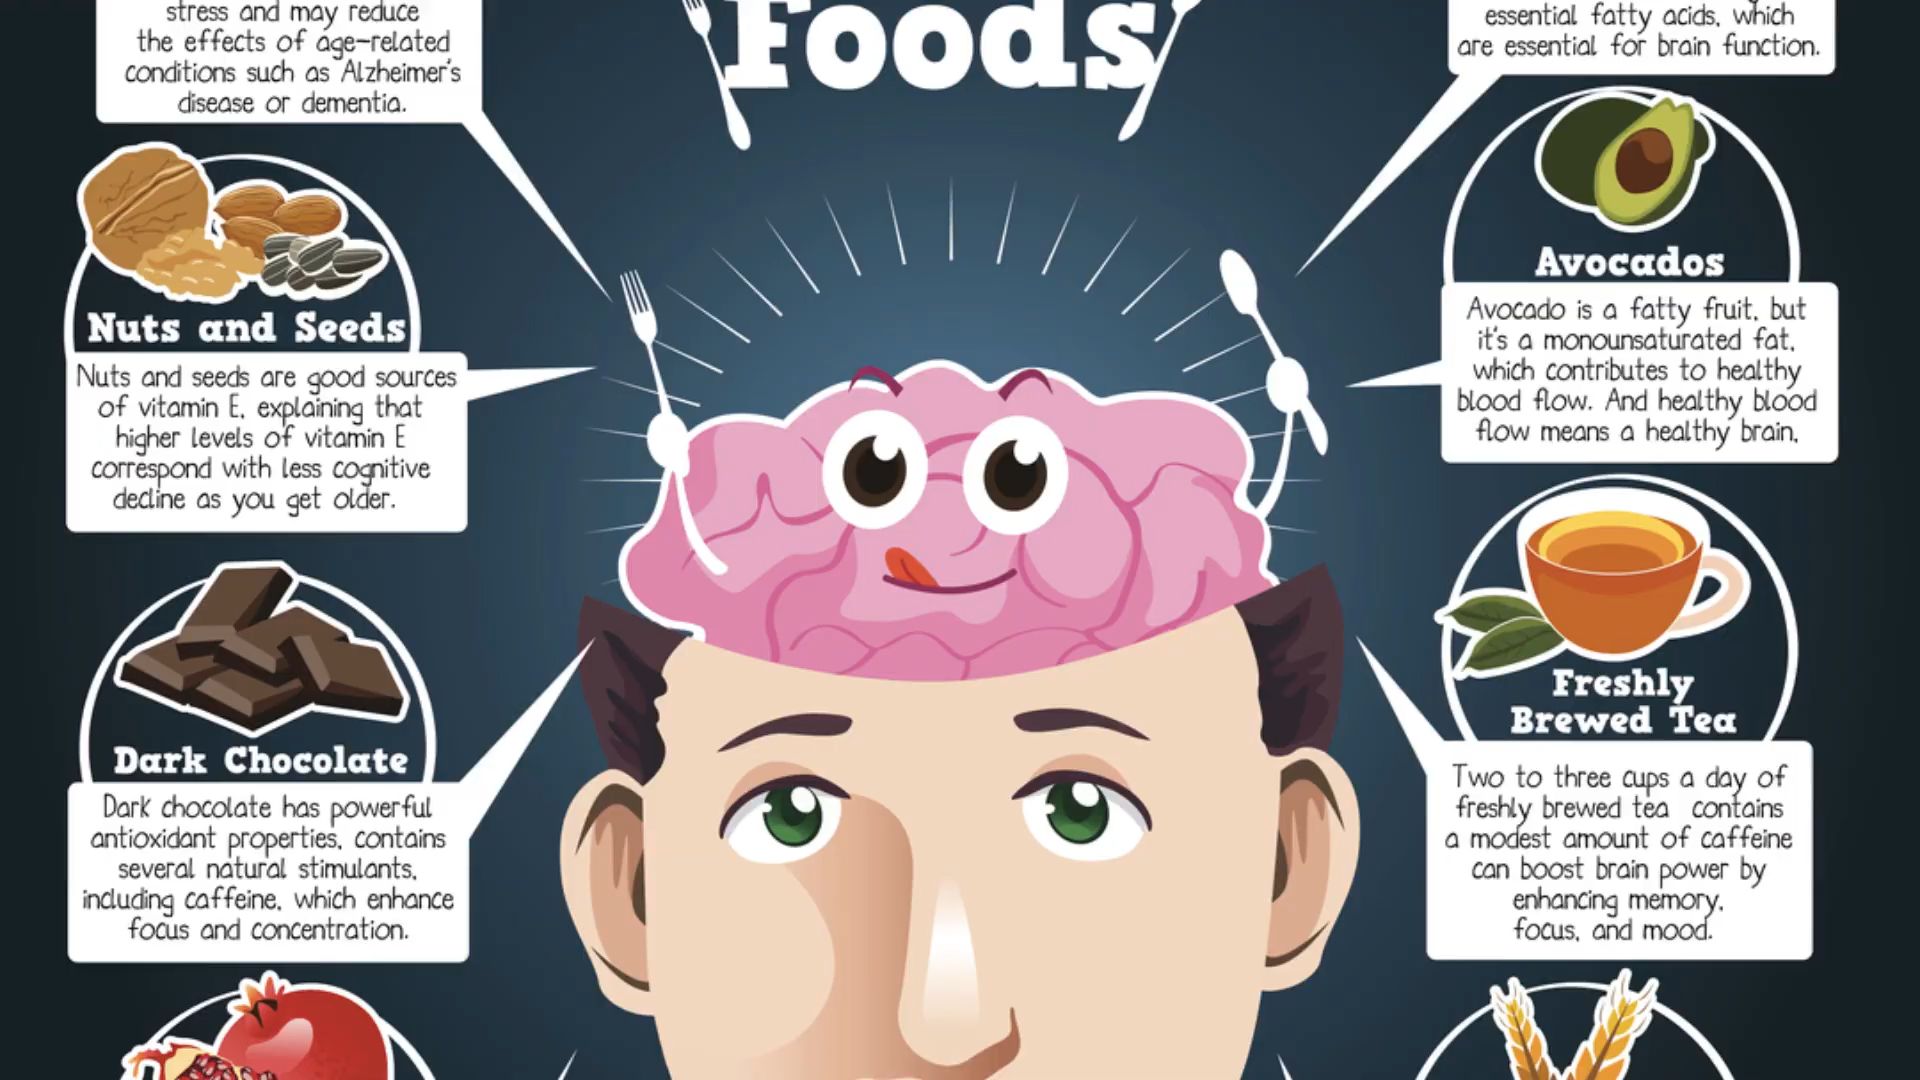 Foods
stress and may reduce
the effects of age-related
conditions such as Alzheimer's
disease or dementia.
Nuts and Seeds
Nuts and seeds are good sources
of vitamin E, explaining that
higher levels of vitamin E
correspond with less cognitive
decline as you get older.
Dark Chocolate
Dark chocolate has powerful
antioxidant properties, contains
several natural stimulants,
including caffeine, which enhance
focus and concentration.
essential fatty acids, which
are essential for brain function.
Avocados
Avocado is a fatty fruit, but
it's a monounsaturated fat,
which contributes to healthy
blood flow. And healthy blood
flow means a healthy brain,
Freshly
Brewed Tea
Two to three cups a day of
freshly brewed tea contains
a modest amount of caffeine
can boost brain power by
enhancing memory,
focus, and mood.